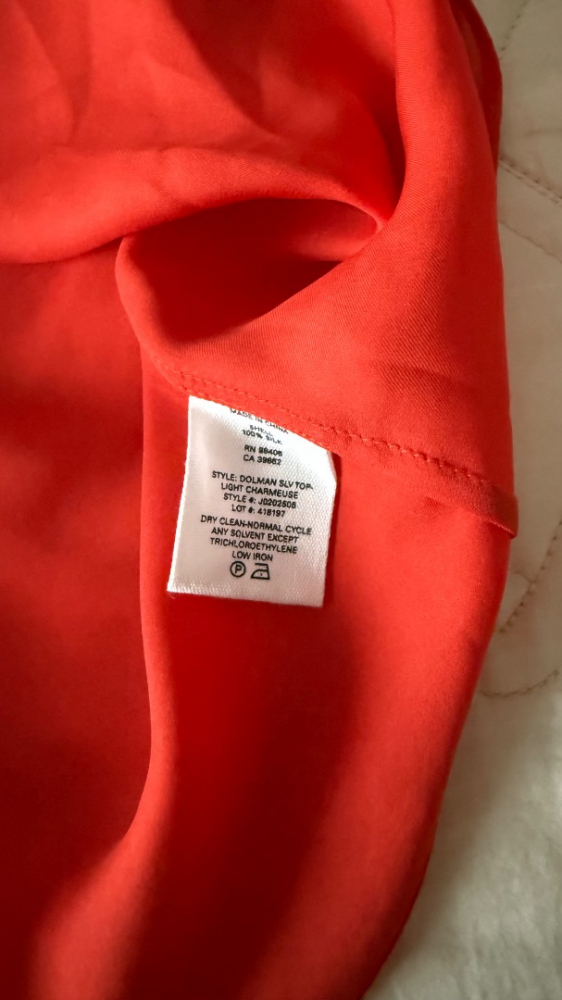 MADE IN CHINA
SHELL
100% SILK
RN 98406
CA 39662
STYLE: DOLMAN SLV TOP-
LIGHT CHARMEUSE
STYLE #: J0202506
LOT #: 418197
DRY CLEAN-NORMAL CYCLE
ANY SOLVENT EXCEPT
TRICHLOROETHYLENE
LOW IRON
P